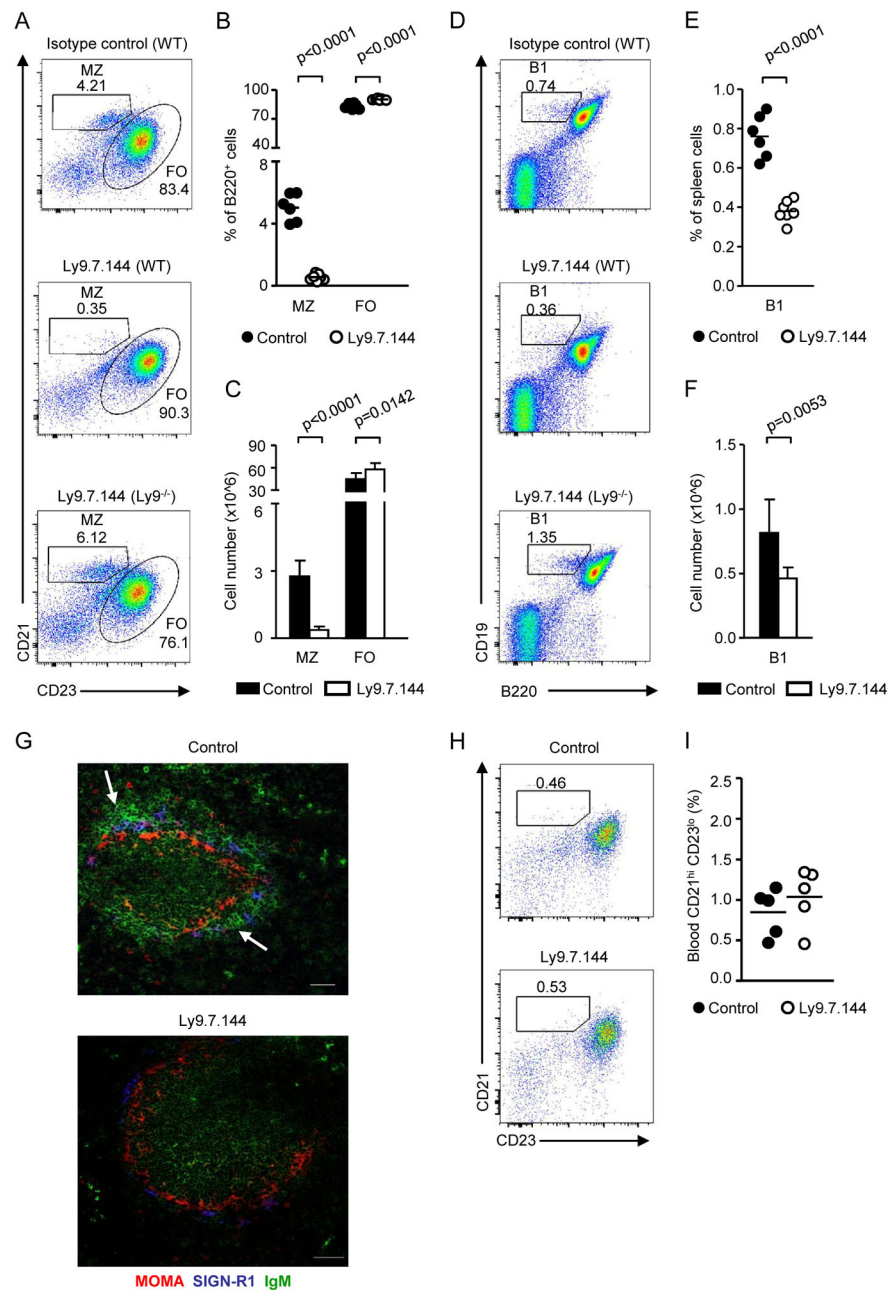 A
Isotype control (WT)
MZ
4.21
FO
83.4
Ly9.7.144 (WT)
MZ
0.35
FO
90.3
Ly9.7.144 (Ly9⁻/⁻)
MZ
6.12
FO
76.1
CD21
CD23
B
p<0.0001
p<0.0001
% of B220⁺ cells
100
80
60
40
8
4
0
MZ
FO
Control
Ly9.7.144
C
p<0.0001
p=0.0142
Cell number (x10^6)
90
60
30
6
3
0
MZ
FO
Control
Ly9.7.144
D
Isotype control (WT)
B1
0.74
Ly9.7.144 (WT)
B1
0.36
Ly9.7.144 (Ly9⁻/⁻)
B1
1.35
CD19
B220
E
p<0.0001
% of spleen cells
1.0
0.8
0.6
0.4
0.2
0.0
B1
Control
Ly9.7.144
F
p=0.0053
Cell number (x10^6)
1.5
1.0
0.5
0.0
B1
Control
Ly9.7.144
G
Control
Ly9.7.144
MOMA SIGN-R1 IgM
H
Control
0.46
Ly9.7.144
0.53
CD21
CD23
I
Blood CD21ʰⁱ CD23ˡᵒ (%)
2.5
2.0
1.5
1.0
0.5
0.0
Control
Ly9.7.144